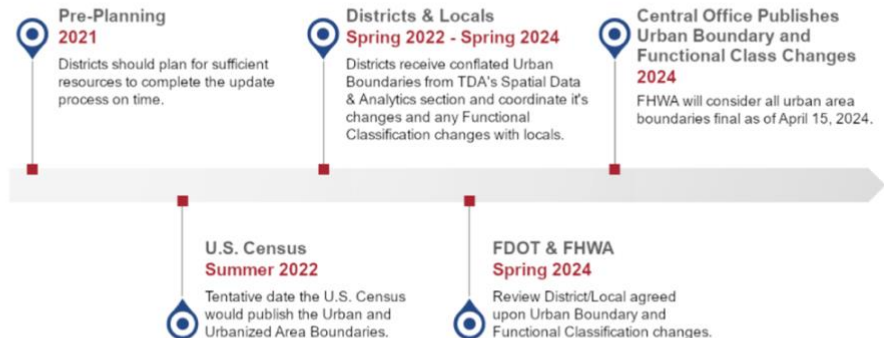 Pre-Planning
2021
Districts should plan for sufficient
resources to complete the update
process on time.
Districts & Locals
Spring 2022 - Spring 2024
Districts receive conflated Urban
Boundaries from TDA's Spatial Data
& Analytics section and coordinate it's
changes and any Functional
Classification changes with locals.
Central Office Publishes
Urban Boundary and
Functional Class Changes
2024
FHWA will consider all urban area
boundaries final as of April 15, 2024.
U.S. Census
Summer 2022
Tentative date the U.S. Census
would publish the Urban and
Urbanized Area Boundaries.
FDOT & FHWA
Spring 2024
Review District/Local agreed
upon Urban Boundary and
Functional Classification changes.